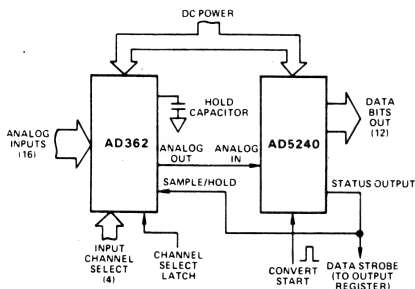 DC POWER
HOLD
CAPACITOR
DATA
BITS
OUT
(12)
ANALOG
INPUTS
(16)
AD362
AD5240
ANALOG
OUT
ANALOG
IN
SAMPLE/HOLD
STATUS OUTPUT
INPUT
CHANNEL
SELECT
(4)
CHANNEL
SELECT
LATCH
CONVERT
START
DATA STROBE
(TO OUTPUT
REGISTER)